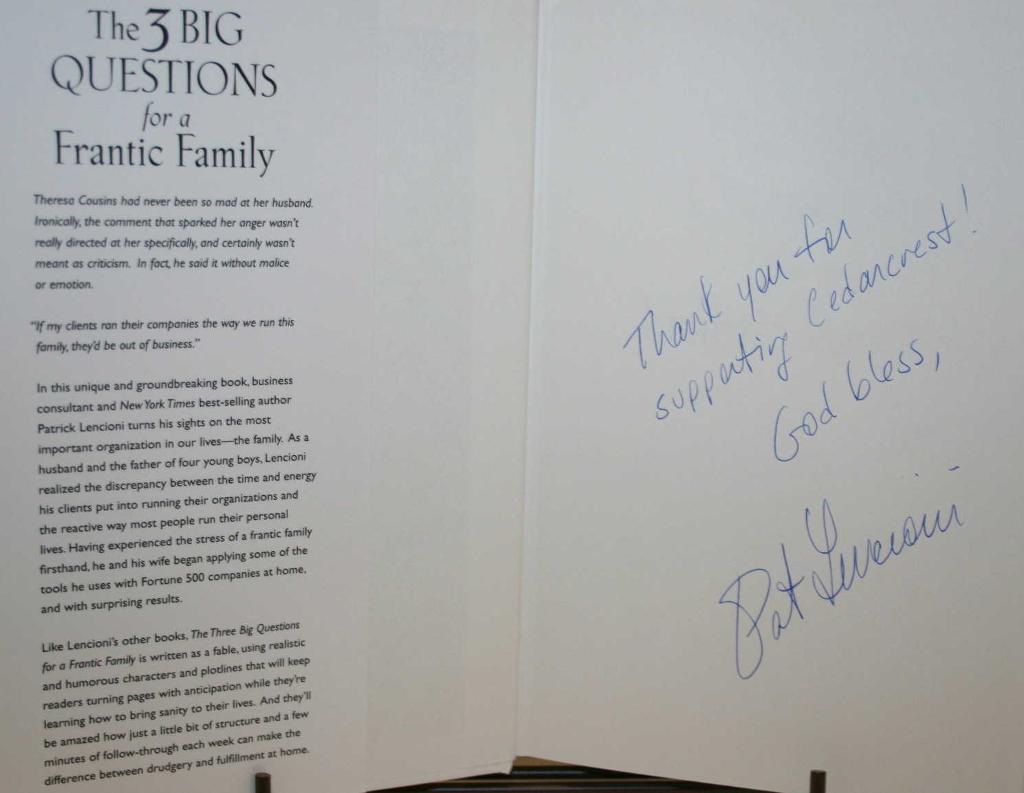 The 3 BIG
QUESTIONS
for a
Frantic Family
Theresa Cousins had never been so mad at her husband.
Ironically, the comment that sparked her anger wasn't
really directed at her specifically, and certainly wasn't
meant as criticism. In fact, he said it without malice
or emotion.
"If my clients ran their companies the way we run this
family, they'd be out of business."
In this unique and groundbreaking book, business
consultant and New York Times best-selling author
Patrick Lencioni turns his sights on the most
important organization in our lives—the family. As a
husband and the father of four young boys, Lencioni
realized the discrepancy between the time and energy
his clients put into running their organizations and
the reactive way most people run their personal
lives. Having experienced the stress of a frantic family
firsthand, he and his wife began applying some of the
tools he uses with Fortune 500 companies at home,
and with surprising results.
Like Lencioni's other books, The Three Big Questions
for a Frantic Family is written as a fable, using realistic
and humorous characters and plotlines that will keep
readers turning pages with anticipation while they're
learning how to bring sanity to their lives. And they'll
be amazed how just a little bit of structure and a few
minutes of follow-through each week can make the
difference between drudgery and fulfillment at home.
Thank you for
supporting Cedarcrest!
God bless,
Pat Lencioni